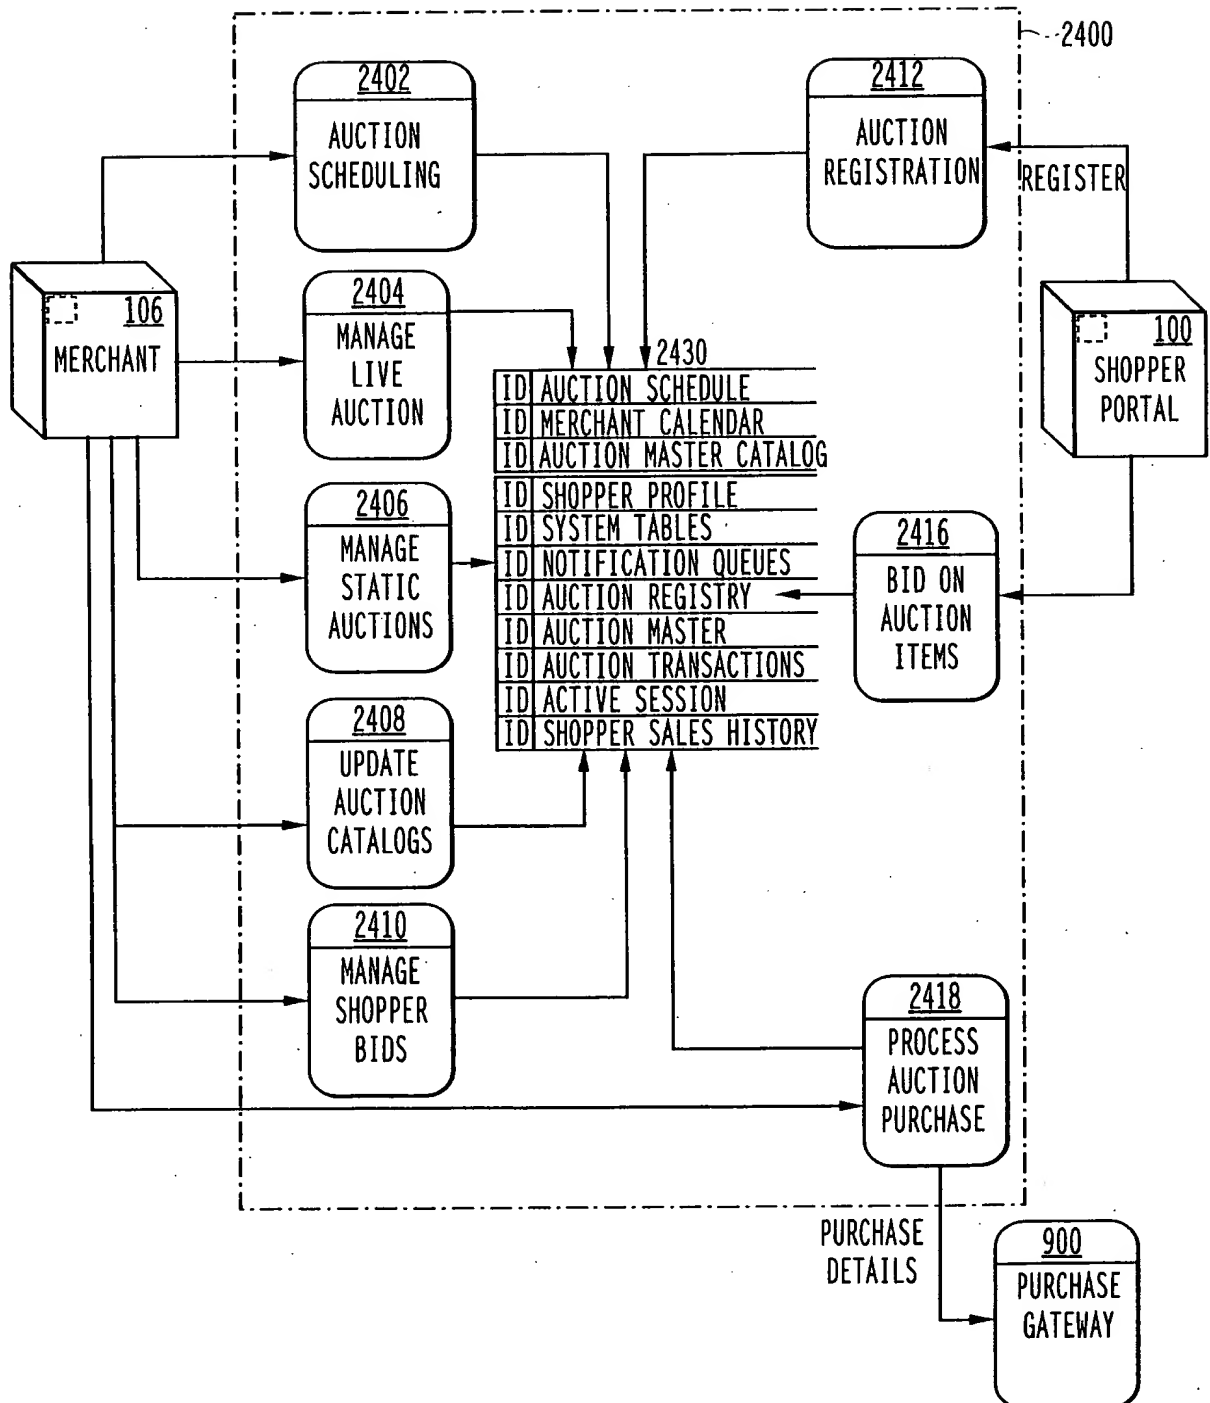 2400
2402
AUCTION
SCHEDULING
2412
AUCTION
REGISTRATION
REGISTER
106
MERCHANT
2404
MANAGE
LIVE
AUCTION
100
SHOPPER
PORTAL
2430
ID AUCTION SCHEDULE
ID MERCHANT CALENDAR
ID AUCTION MASTER CATALOG
ID SHOPPER PROFILE
ID SYSTEM TABLES
ID NOTIFICATION QUEUES
ID AUCTION REGISTRY
ID AUCTION MASTER
ID AUCTION TRANSACTIONS
ID ACTIVE SESSION
ID SHOPPER SALES HISTORY
2406
MANAGE
STATIC
AUCTIONS
2416
BID ON
AUCTION
ITEMS
2408
UPDATE
AUCTION
CATALOGS
2410
MANAGE
SHOPPER
BIDS
2418
PROCESS
AUCTION
PURCHASE
PURCHASE
DETAILS
900
PURCHASE
GATEWAY